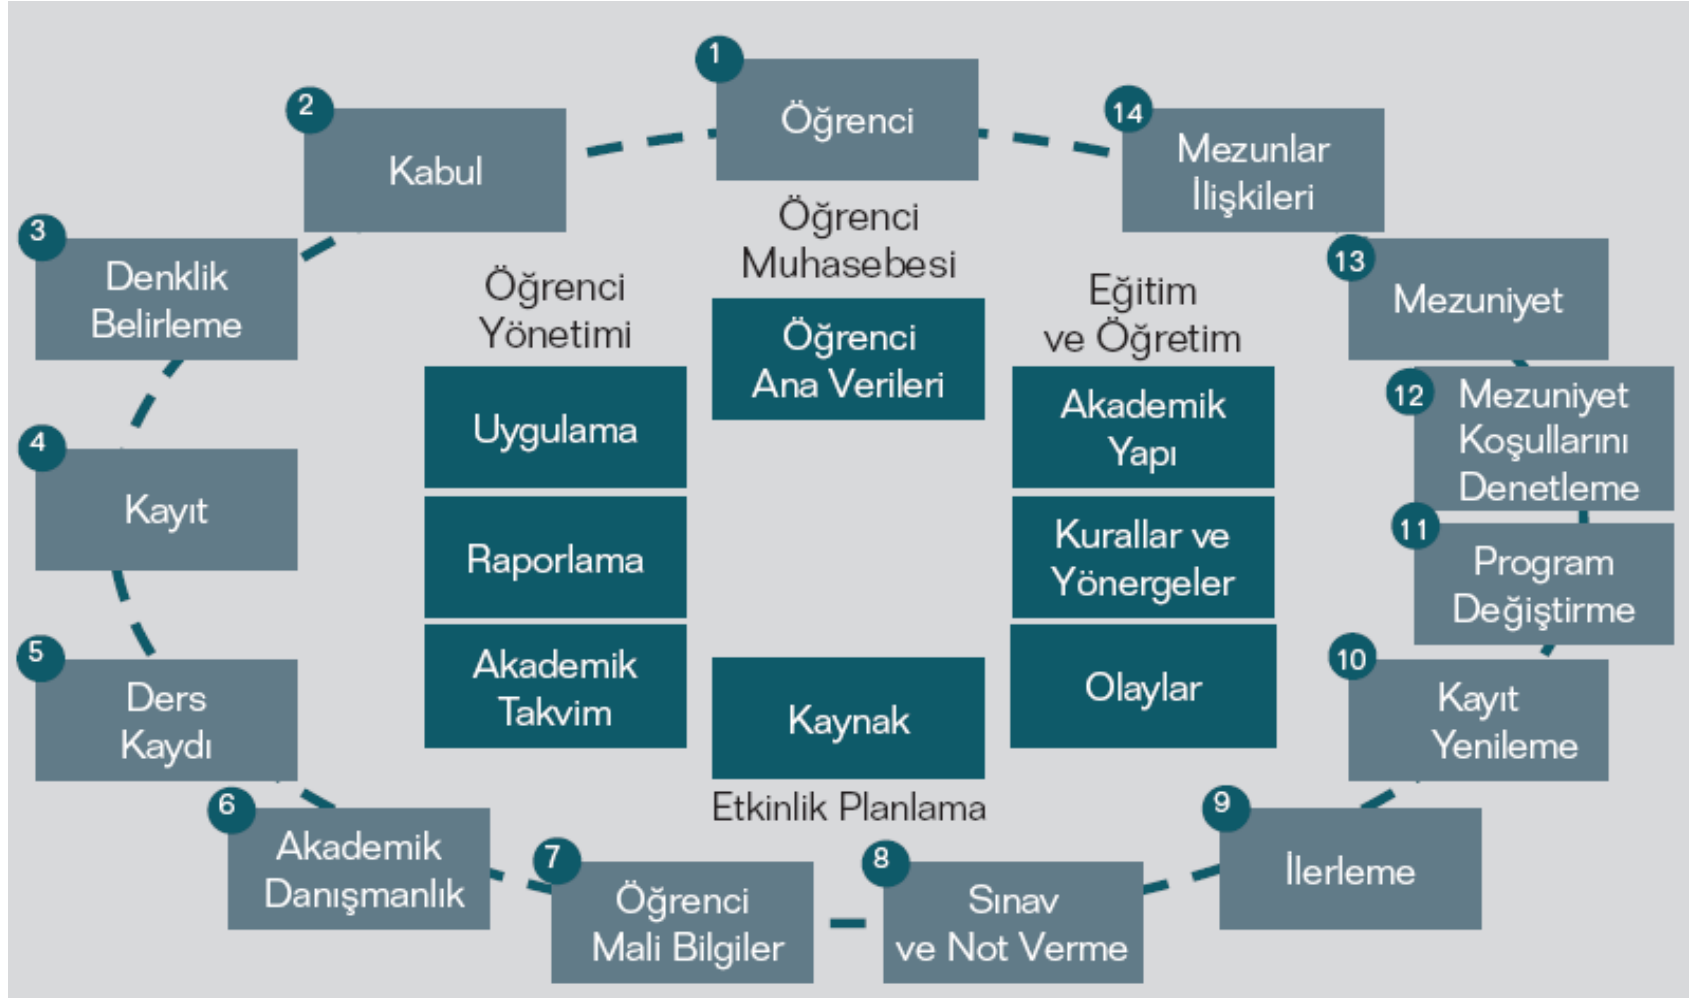 1
Öğrenci
2
Kabul
3
Denklik
Belirleme
4
Kayıt
5
Ders
Kaydı
6
Akademik
Danışmanlık
7
Öğrenci
Mali Bilgiler
8
Sınav
ve Not Verme
9
İlerleme
10
Kayıt
Yenileme
11
Program
Değiştirme
12
Mezuniyet
Koşullarını
Denetleme
13
Mezuniyet
14
Mezunlar
İlişkileri
Öğrenci
Yönetimi
Uygulama
Raporlama
Akademik
Takvim
Öğrenci
Muhasebesi
Öğrenci
Ana Verileri
Kaynak
Etkinlik Planlama
Eğitim
ve Öğretim
Akademik
Yapı
Kurallar ve
Yönergeler
Olaylar